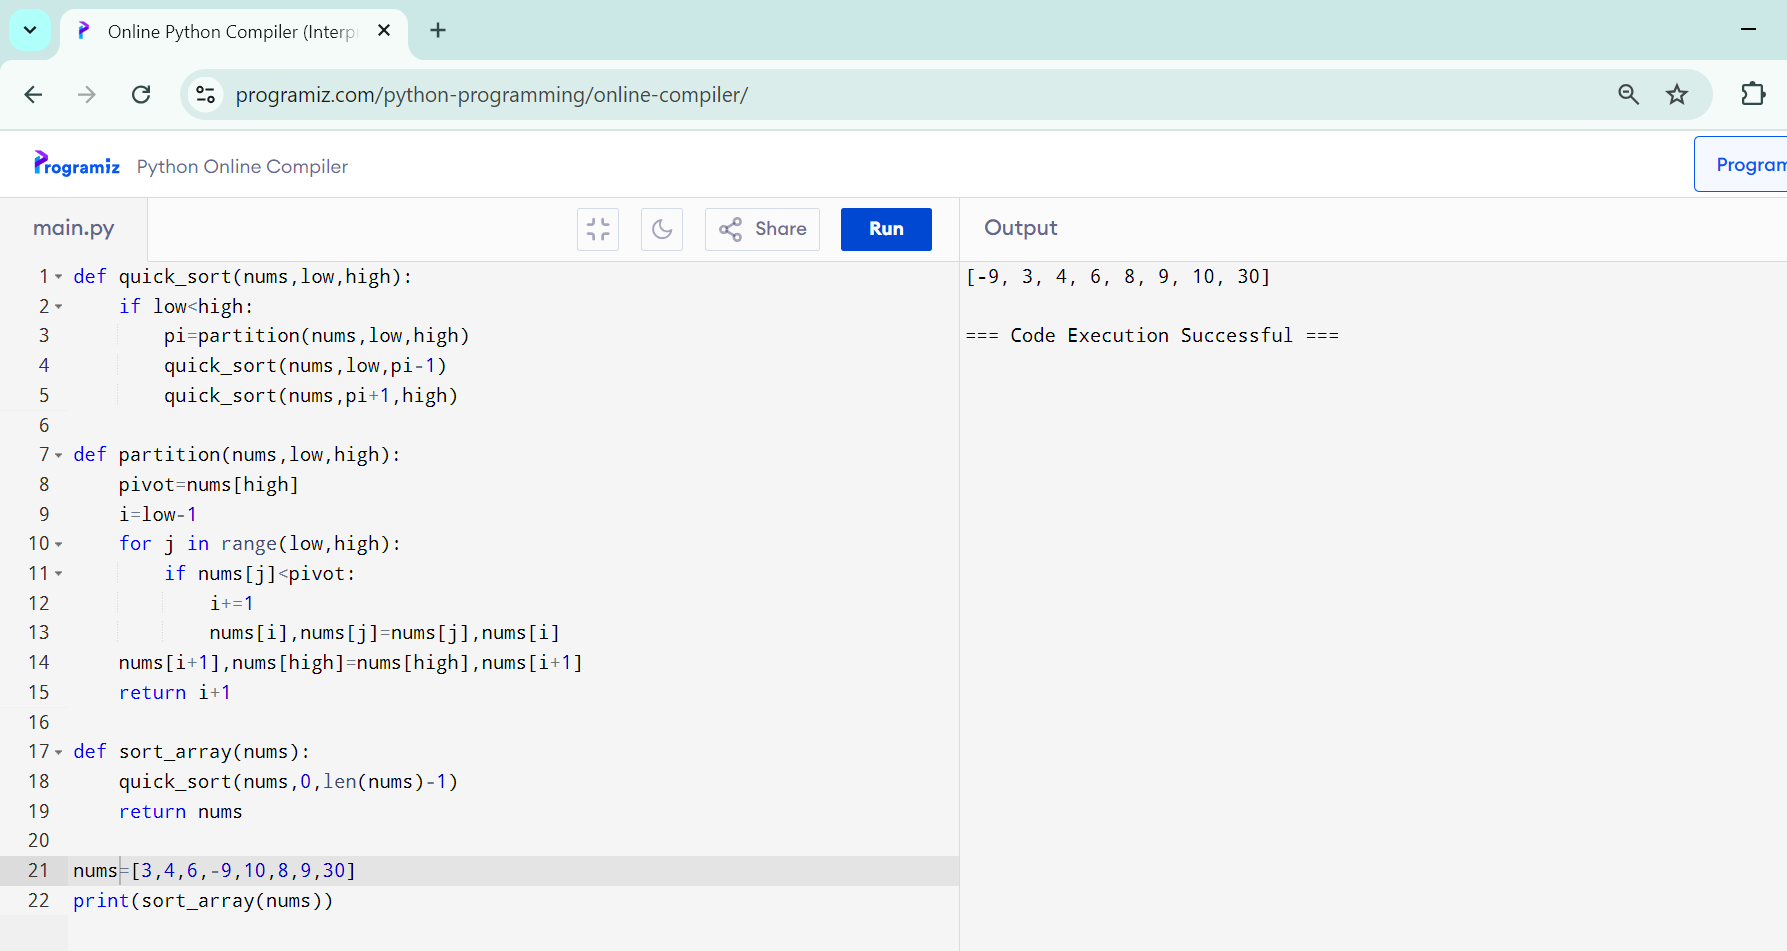 Online Python Compiler (Interp
programiz.com/python-programming/online-compiler/
Programiz Python Online Compiler
Program
main.py
Share
Run
Output
1 def quick_sort(nums,low,high):
2     if low<high:
3         pi=partition(nums,low,high)
4         quick_sort(nums,low,pi-1)
5         quick_sort(nums,pi+1,high)
6
7 def partition(nums,low,high):
8     pivot=nums[high]
9     i=low-1
10     for j in range(low,high):
11         if nums[j]<pivot:
12             i+=1
13             nums[i],nums[j]=nums[j],nums[i]
14     nums[i+1],nums[high]=nums[high],nums[i+1]
15     return i+1
16
17 def sort_array(nums):
18     quick_sort(nums,0,len(nums)-1)
19     return nums
20
21 nums=[3,4,6,-9,10,8,9,30]
22 print(sort_array(nums))
[-9, 3, 4, 6, 8, 9, 10, 30]
=== Code Execution Successful ===